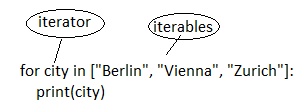 iterator
iterables
for city in ["Berlin", "Vienna", "Zurich"]:
    print(city)